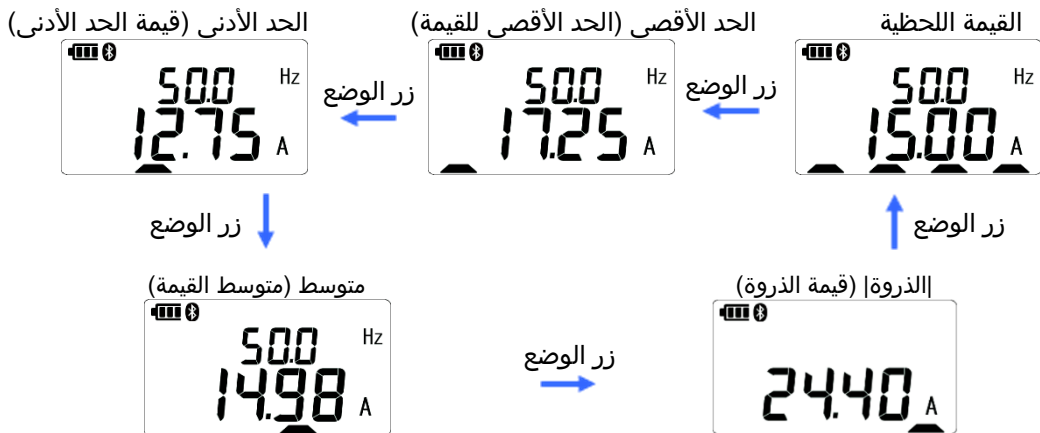 القيمة اللحظية
50.0 Hz
15.00 A
زر الوضع
الحد الأقصى (الحد الأقصى للقيمة)
50.0 Hz
17.25 A
زر الوضع
الحد الأدنى (قيمة الحد الأدنى)
50.0 Hz
12.75 A
زر الوضع
متوسط (متوسط القيمة)
50.0 Hz
14.98 A
زر الوضع
|الذروة| (قيمة الذروة)
24.40 A
زر الوضع